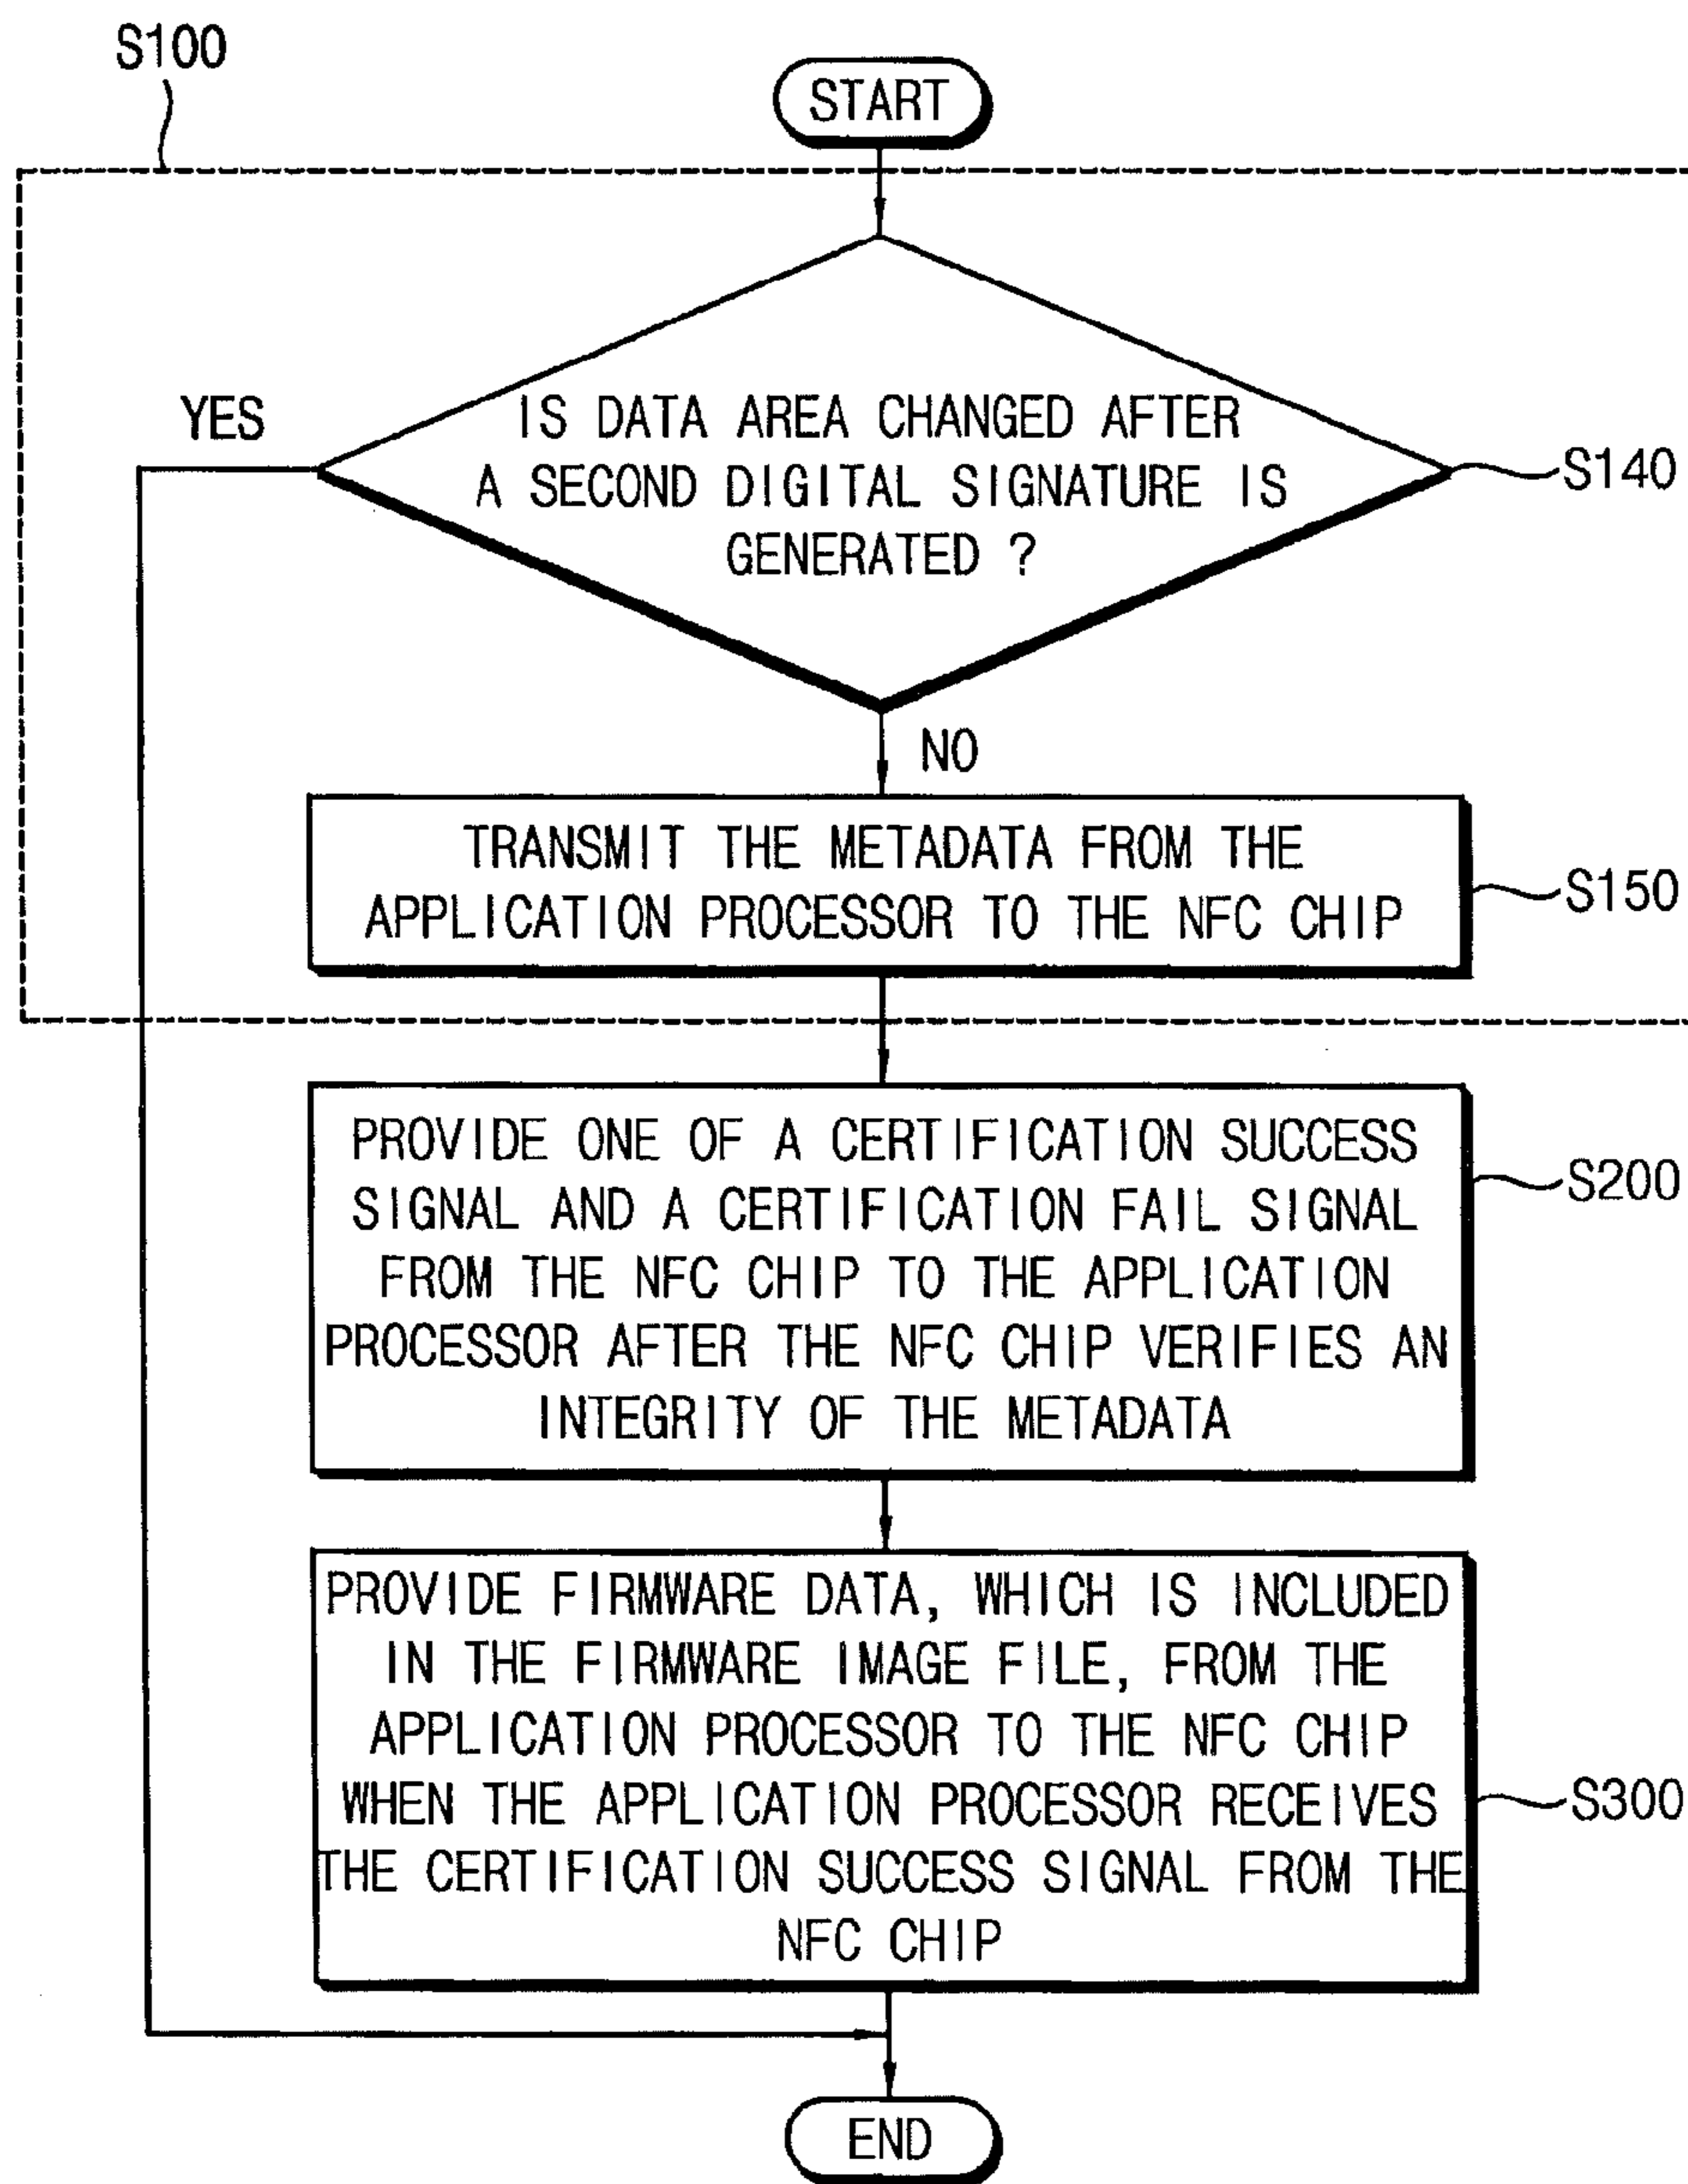 S100
START
YES
IS DATA AREA CHANGED AFTER
A SECOND DIGITAL SIGNATURE IS
GENERATED ?
S140
NO
TRANSMIT THE METADATA FROM THE
APPLICATION PROCESSOR TO THE NFC CHIP
S150
PROVIDE ONE OF A CERTIFICATION SUCCESS
SIGNAL AND A CERTIFICATION FAIL SIGNAL
FROM THE NFC CHIP TO THE APPLICATION
PROCESSOR AFTER THE NFC CHIP VERIFIES AN
INTEGRITY OF THE METADATA
S200
PROVIDE FIRMWARE DATA, WHICH IS INCLUDED
IN THE FIRMWARE IMAGE FILE, FROM THE
APPLICATION PROCESSOR TO THE NFC CHIP
WHEN THE APPLICATION PROCESSOR RECEIVES
THE CERTIFICATION SUCCESS SIGNAL FROM THE
NFC CHIP
S300
END